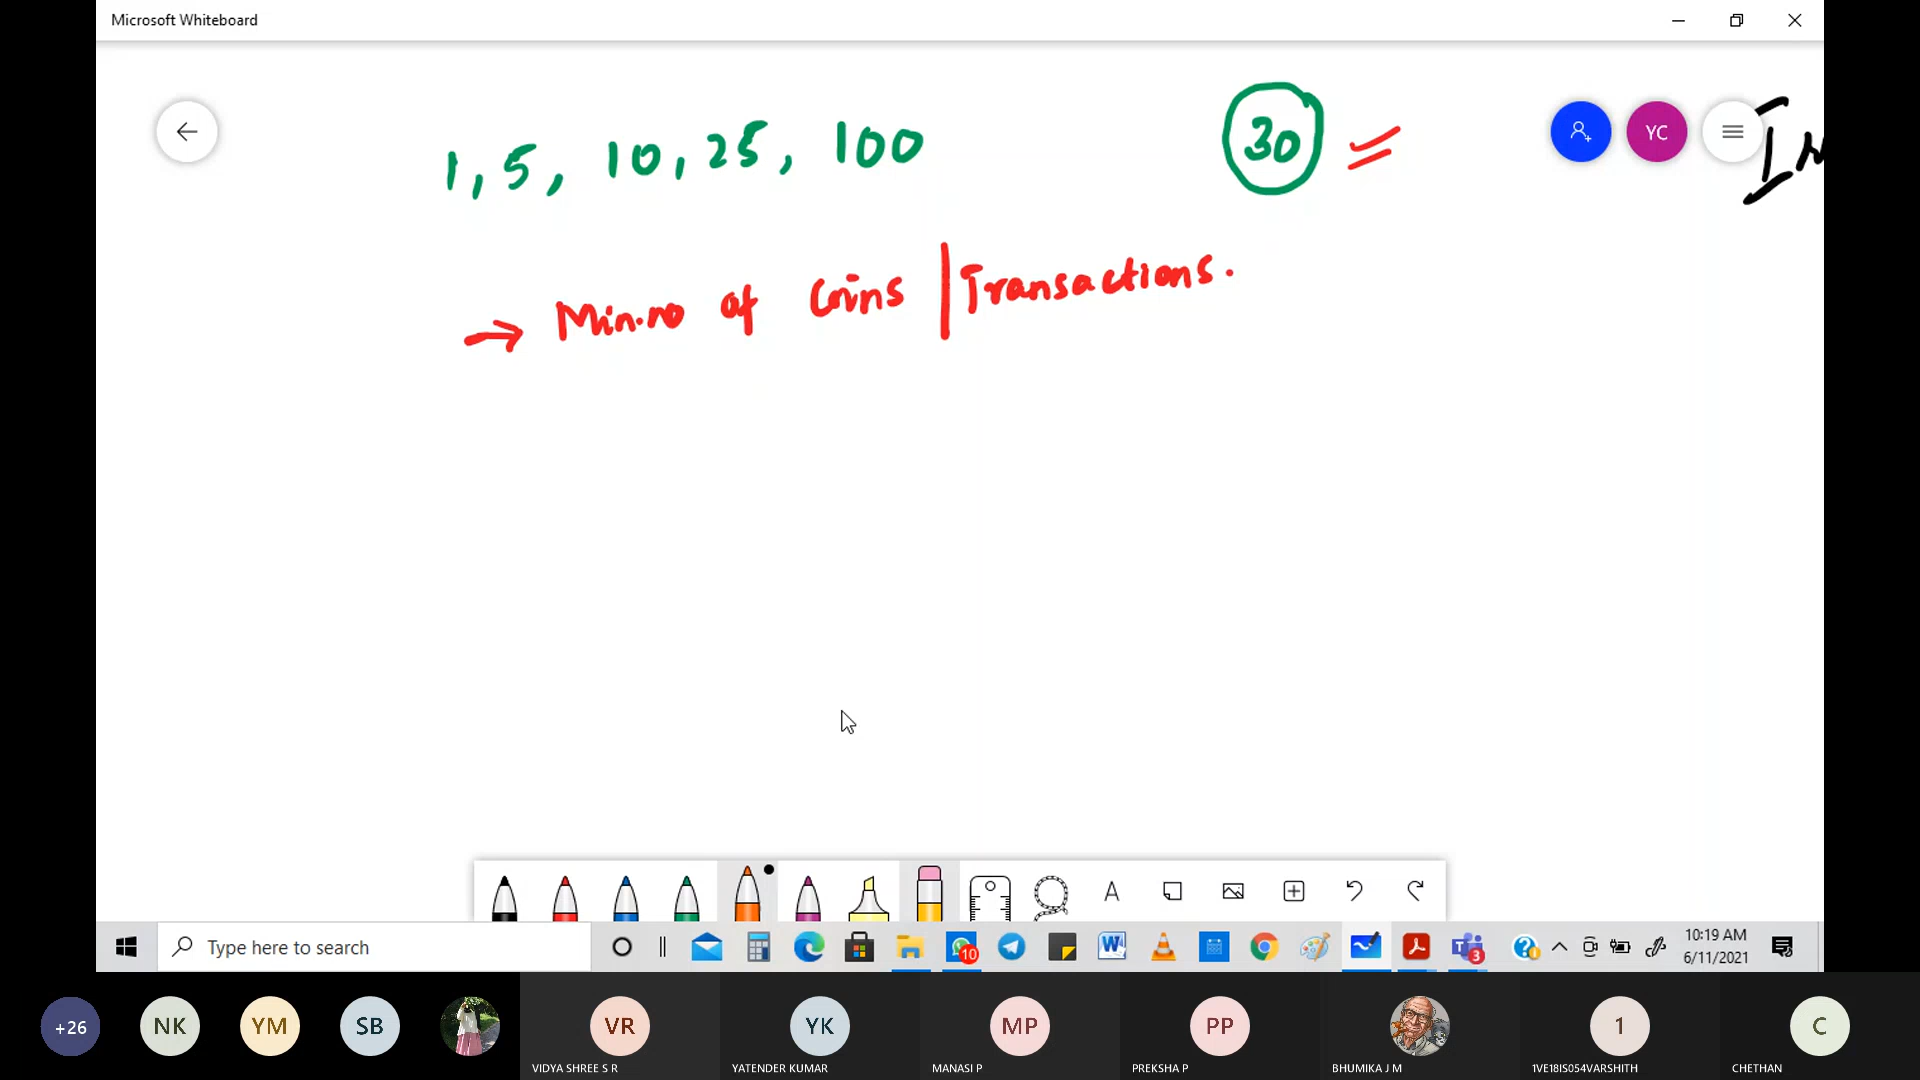 Microsoft Whiteboard
1, 5, 10, 25, 100
30
YC
→ Min.no of Coins | Transactions.
A
Type here to search
10
3
10:19 AM
6/11/2021
+26
NK
YM
SB
VR
YK
MP
PP
1
C
VIDYA SHREE S R
YATENDER KUMAR
MANASI P
PREKSHA P
BHUMIKA J M
1VE18IS054VARSHITH
CHETHAN